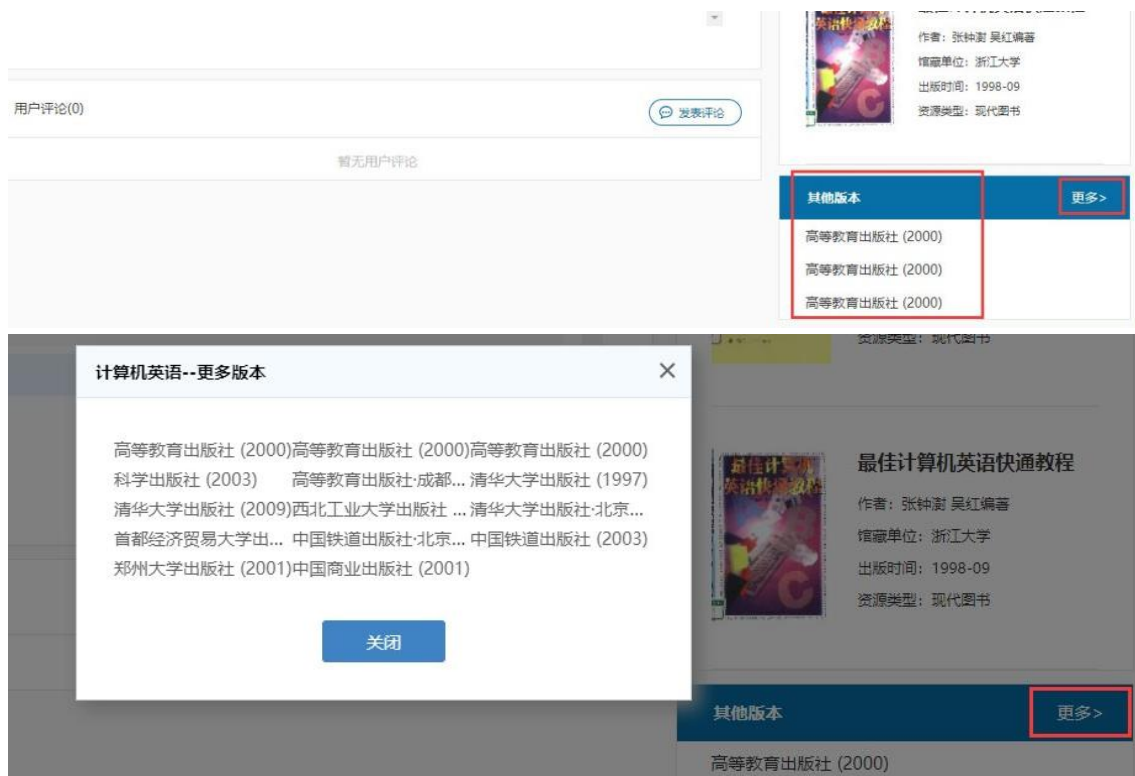 作者：张钟澍 吴红编著
馆藏单位：浙江大学
出版时间：1998-09
资源类型：现代图书
用户评论(0)
发表评论
暂无用户评论
其他版本 更多>
高等教育出版社 (2000)
高等教育出版社 (2000)
高等教育出版社 (2000)
资源类型：现代图书
计算机英语--更多版本
高等教育出版社 (2000)高等教育出版社 (2000)高等教育出版社 (2000)
科学出版社 (2003) 高等教育出版社·成都... 清华大学出版社 (1997)
清华大学出版社 (2009)西北工业大学出版社 ... 清华大学出版社·北京...
首都经济贸易大学出... 中国铁道出版社·北京... 中国铁道出版社 (2003)
郑州大学出版社 (2001)中国商业出版社 (2001)
关闭
最佳计算机
英语快通教程
最佳计算机英语快通教程
作者：张钟澍 吴红编著
馆藏单位：浙江大学
出版时间：1998-09
资源类型：现代图书
其他版本 更多>
高等教育出版社 (2000)